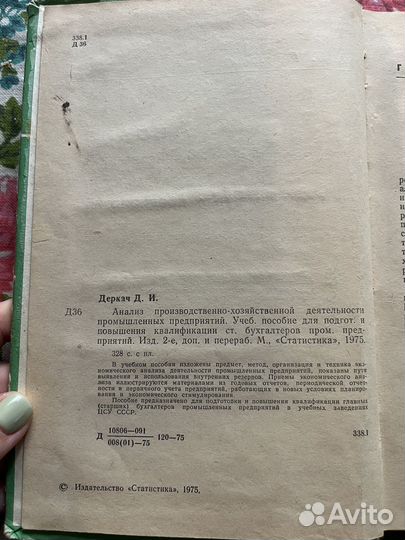 338.1
Д 36
Деркач Д. И.
Д36 Анализ производственно-хозяйственной деятельности
промышленных предприятий. Учеб. пособие для подгот. и
повышения квалификации ст. бухгалтеров пром. пред-
приятий. Изд. 2-е, доп. и перераб. М., «Статистика», 1975.
328 с. с ил.
В учебном пособии изложены предмет, метод, организация и техника эко-
номического анализа деятельности промышленных предприятий, показаны пути
выявления и использования внутренних резервов. Приемы экономического ана-
лиза иллюстрируются материалами из годовых отчетов, периодической отчет-
ности и первичного учета предприятий, работающих в новых условиях планирова-
ния и экономического стимулирования.
Пособие предназначено для подготовки и повышения квалификации главных
(старших) бухгалтеров промышленных предприятий в учебных заведениях
ЦСУ СССР.
Д 10806—091
008(01)—75 120—75 338.1
© Издательство «Статистика», 1975.
Г
Avito